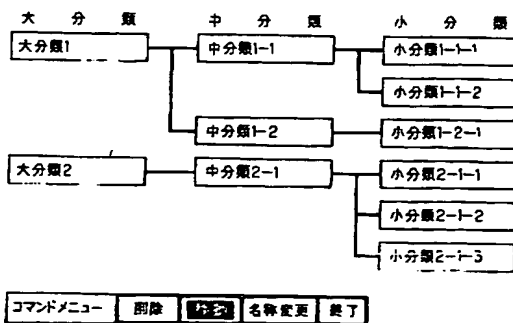 大分類 中分類 小分類
大分類1 中分類1-1 小分類1-1-1
小分類1-1-2
中分類1-2 小分類1-2-1
大分類2 中分類2-1 小分類2-1-1
小分類2-1-2
小分類2-1-3
コマンドメニュー 削除 名称変更 終了